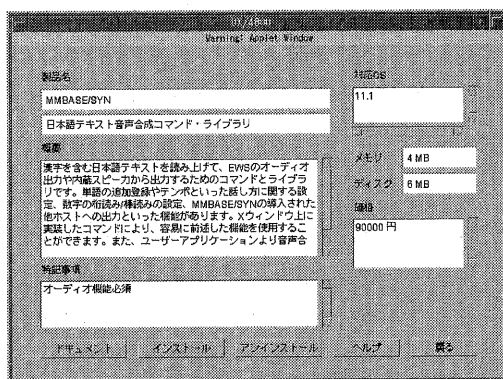 Warning: Applet Window
製品名
MMBASE/SYN
日本語テキスト音声合成コマンド・ライブラリ
概要
漢字を含む日本語テキストを読み上げて、EWSのオーディオ
出力や内蔵スピーカから出力するためのコマンドとライブラ
リです。単語の追加登録やテンポといった話し方に関する設
定、数字の桁読み/棒読みの設定、MMBASE/SYNの導入された
他ホストへの出力といった機能があります。Xウィンドウ上に
実装したコマンドにより、容易に前述した機能を使用するこ
とができます。また、ユーザーアプリケーションより音声合
特記事項
オーディオ機能必須
対応OS
11.1
メモリ 4 MB
ディスク 6 MB
価格
90000 円
ドキュメント インストール アンインストール ヘルプ 戻る